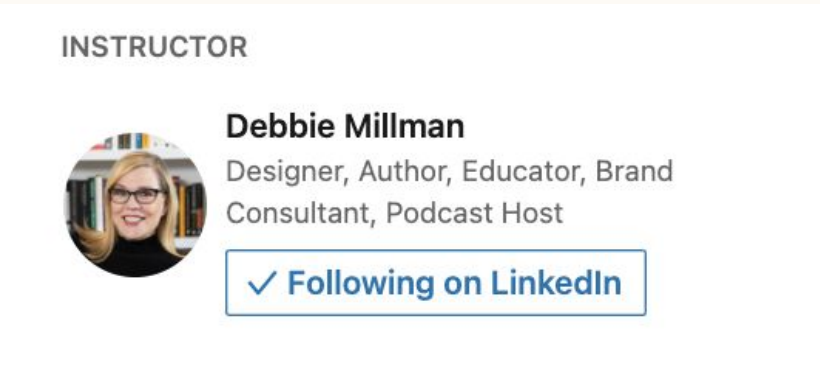 INSTRUCTOR
Debbie Millman
Designer, Author, Educator, Brand
Consultant, Podcast Host
✓ Following on LinkedIn